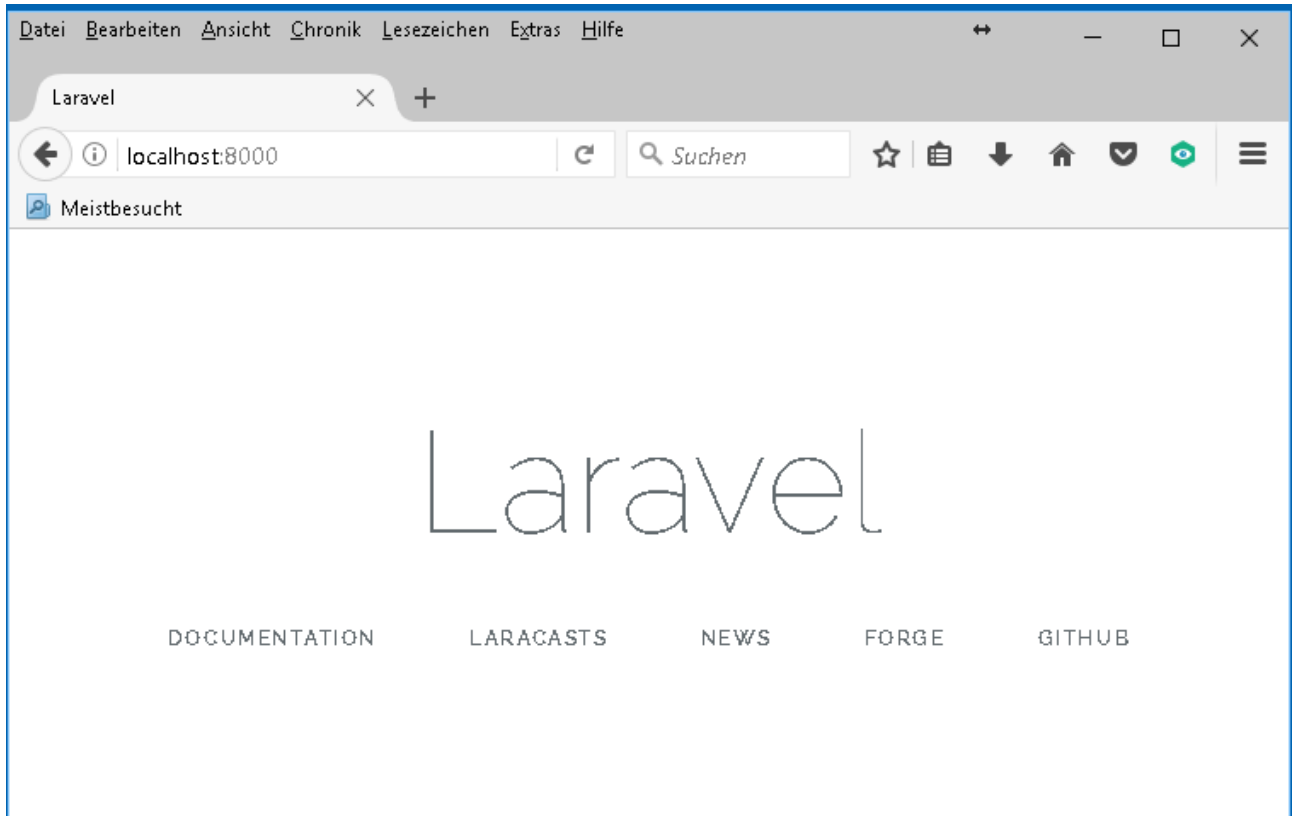 Datei Bearbeiten Ansicht Chronik Lesezeichen Extras Hilfe
Laravel
localhost:8000 Suchen
Meistbesucht
Laravel
DOCUMENTATION LARACASTS NEWS FORGE GITHUB